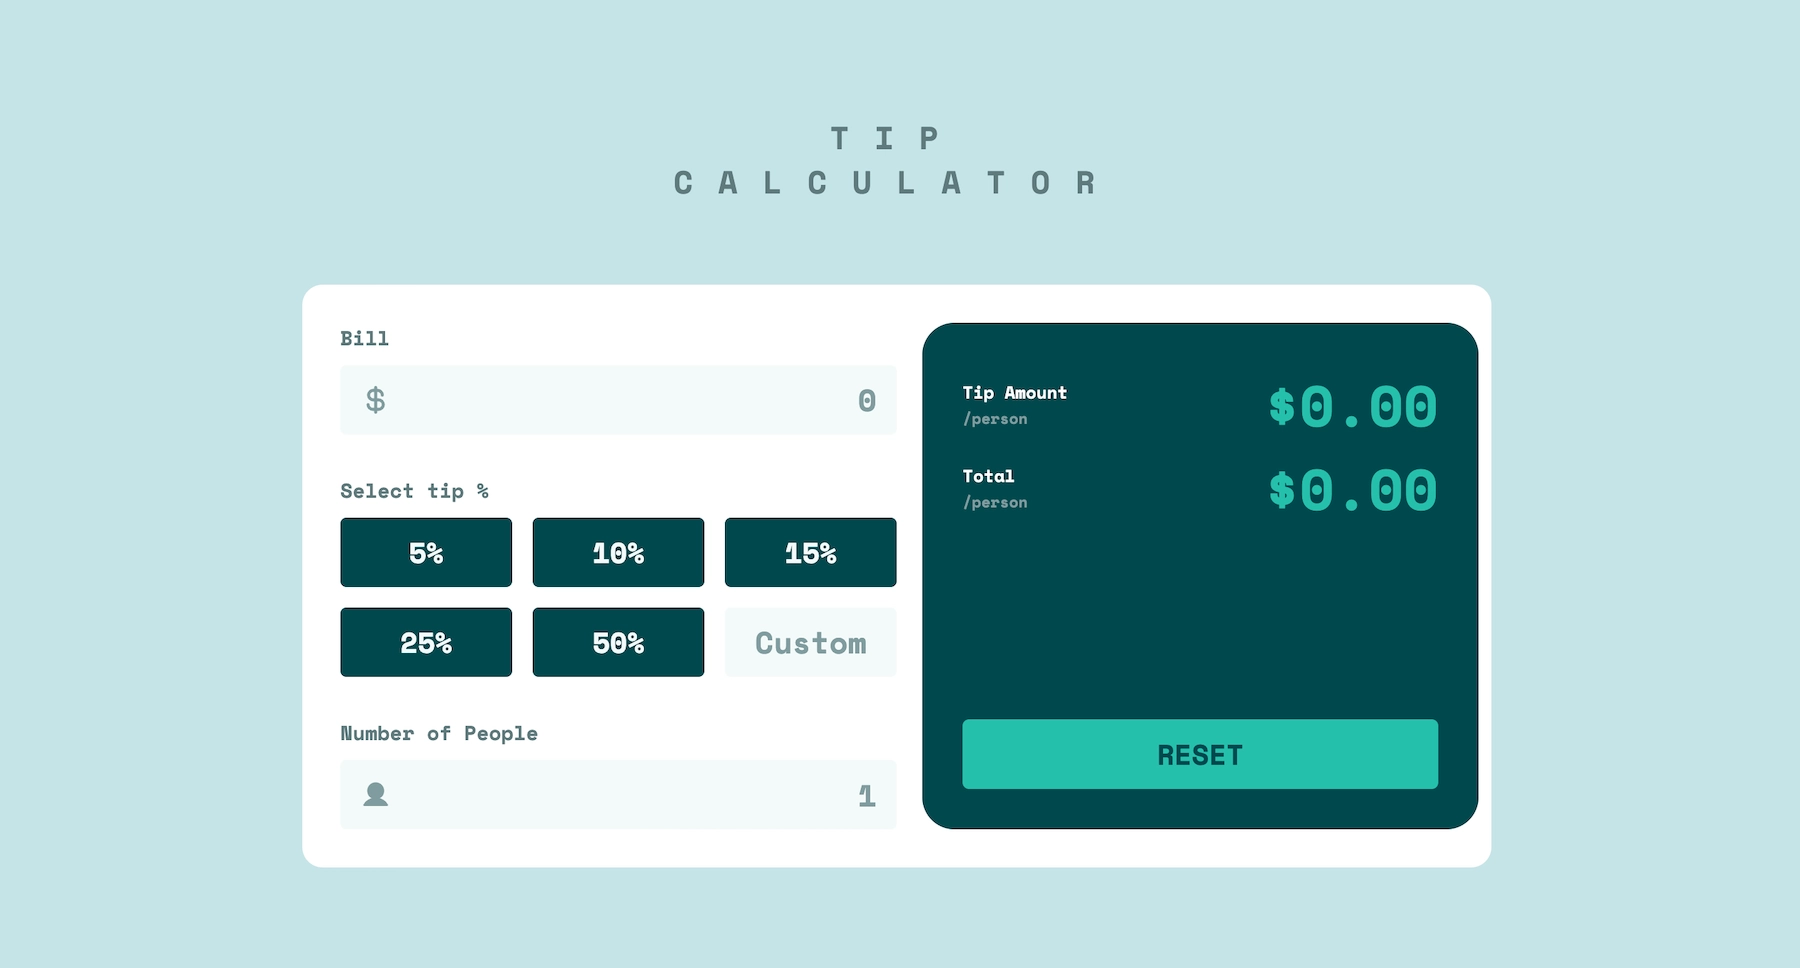 T I P
C A L C U L A T O R
Bill
$ 0
Select tip %
5% 10% 15%
25% 50% Custom
Number of People
1
Tip Amount
/person
$0.00
Total
/person
$0.00
RESET